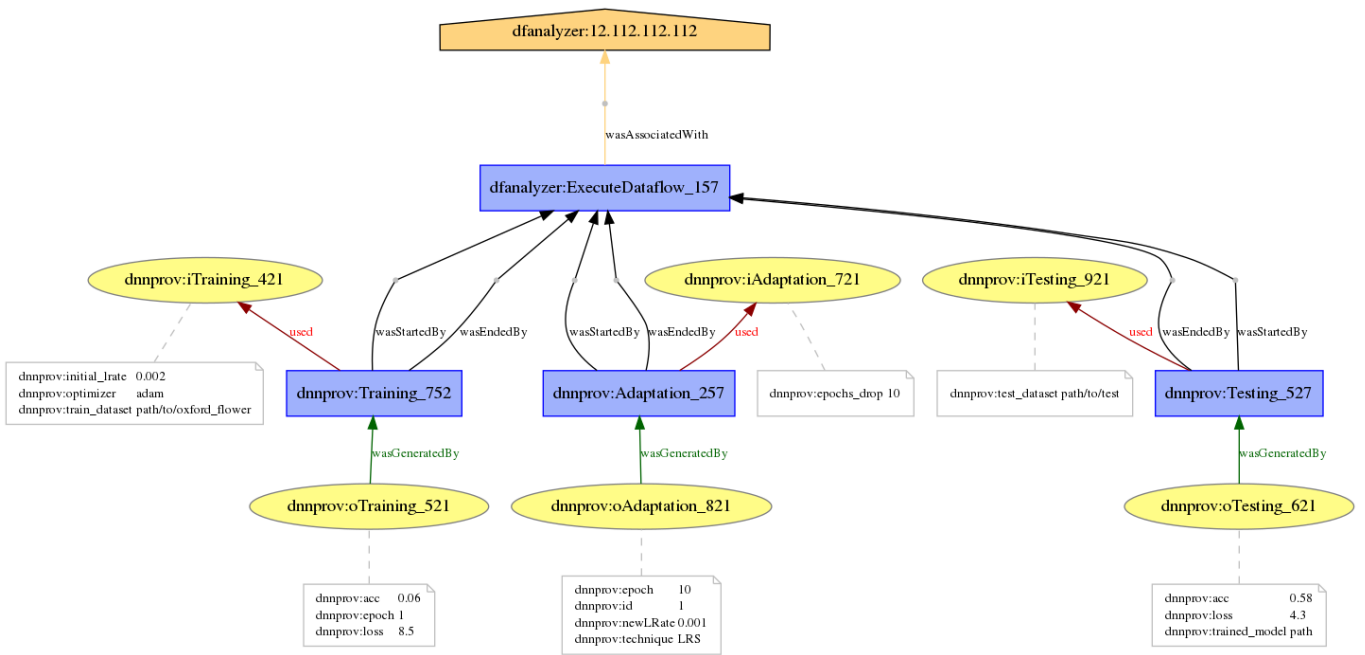 dfanalyzer:12.112.112.112
wasAssociatedWith
dfanalyzer:ExecuteDataflow_157
dnnprov:iTraining_421
dnnprov:iAdaptation_721
dnnprov:iTesting_921
used
wasStartedBy
wasEndedBy
wasStartedBy
wasEndedBy
used
used
wasEndedBy
wasStartedBy
dnnprov:initial_lrate 0.002
dnnprov:optimizer adam
dnnprov:train_dataset path/to/oxford_flower
dnnprov:Training_752
dnnprov:Adaptation_257
dnnprov:epochs_drop 10
dnnprov:test_dataset path/to/test
dnnprov:Testing_527
wasGeneratedBy
wasGeneratedBy
wasGeneratedBy
dnnprov:oTraining_521
dnnprov:oAdaptation_821
dnnprov:oTesting_621
dnnprov:acc 0.06
dnnprov:epoch 1
dnnprov:loss 8.5
dnnprov:epoch 10
dnnprov:id 1
dnnprov:newLRate 0.001
dnnprov:technique LRS
dnnprov:acc 0.58
dnnprov:loss 4.3
dnnprov:trained_model path